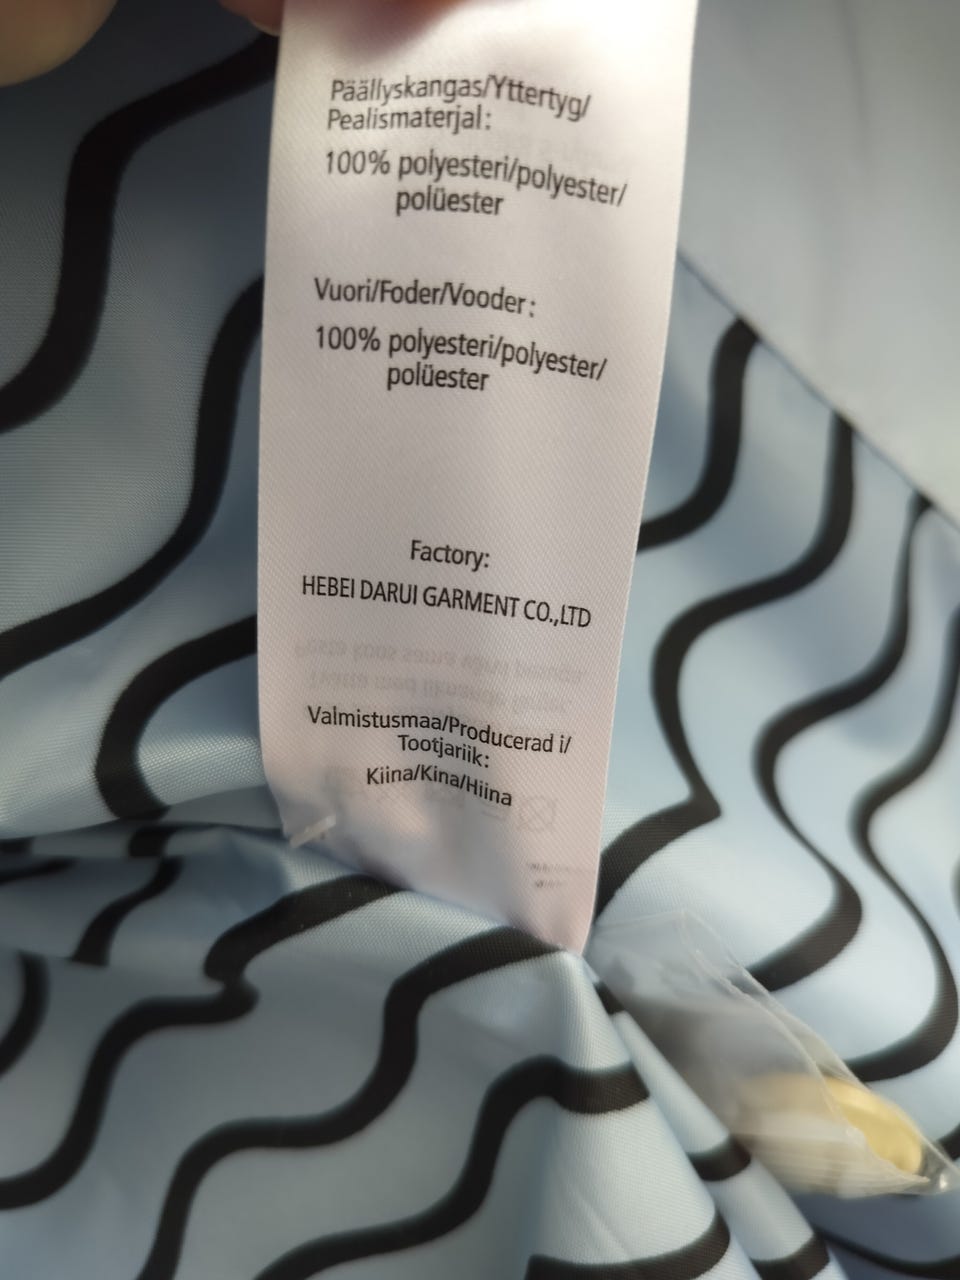 Päällyskangas/Yttertyg/
Pealismaterjal:
100% polyesteri/polyester/
polüester
Vuori/Foder/Vooder:
100% polyesteri/polyester/
polüester
Factory:
HEBEI DARUI GARMENT CO.,LTD
Valmistusmaa/Producerad i/
Tootjariik:
Kiina/Kina/Hiina